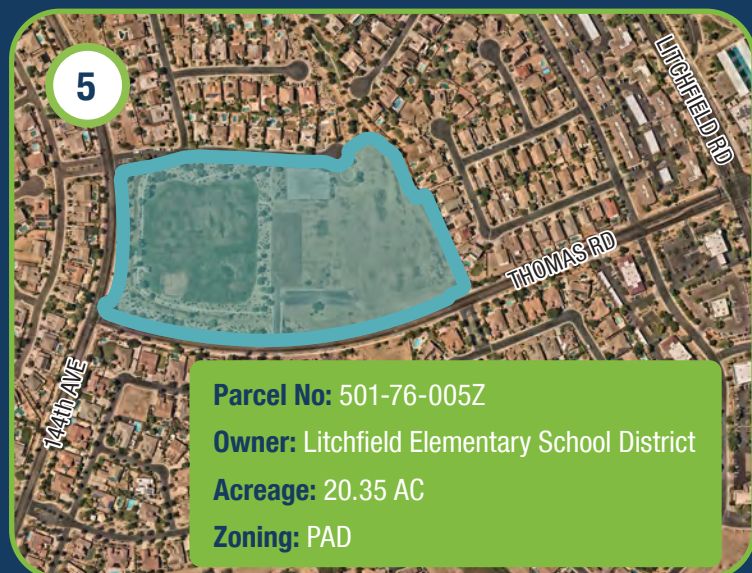 5
LITCHFIELD RD
THOMAS RD
144th AVE
Parcel No: 501-76-005Z
Owner: Litchfield Elementary School District
Acreage: 20.35 AC
Zoning: PAD